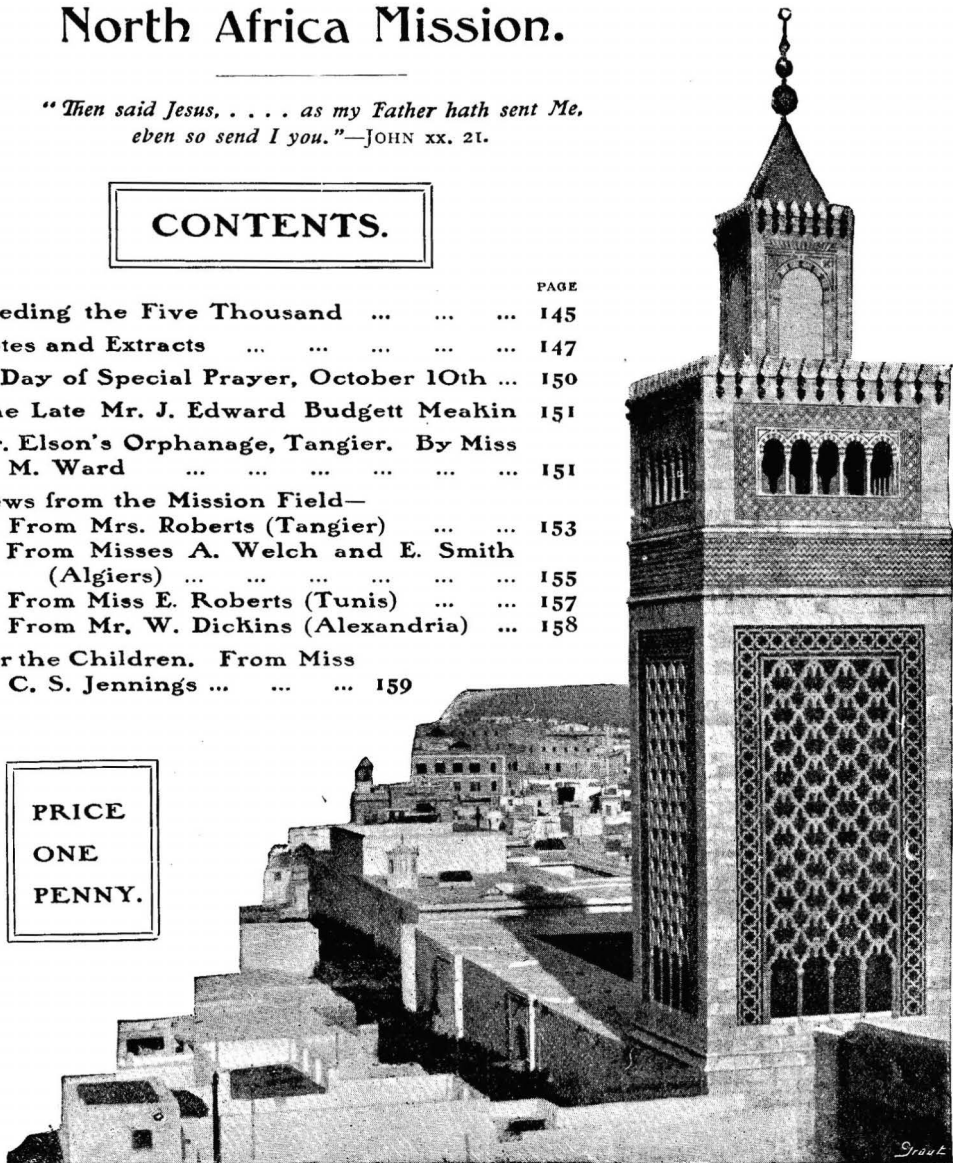 North Africa Mission.
"Then said Jesus, . . . . as my Father hath sent Me,
eben so send I you."—JOHN xx. 21.
CONTENTS.
PAGE
eding the Five Thousand ... ... ... 145
tes and Extracts ... ... ... ... ... 147
Day of Special Prayer, October 10th ... 150
e Late Mr. J. Edward Budgett Meakin 151
r. Elson's Orphanage, Tangier. By Miss
M. Ward ... ... ... ... ... ... 151
ws from the Mission Field—
From Mrs. Roberts (Tangier) ... ... 153
From Misses A. Welch and E. Smith
(Algiers) ... ... ... ... ... ... 155
From Miss E. Roberts (Tunis) ... ... 157
From Mr. W. Dickins (Alexandria) ... 158
r the Children. From Miss
C. S. Jennings ... ... ... 159
PRICE
ONE
PENNY.